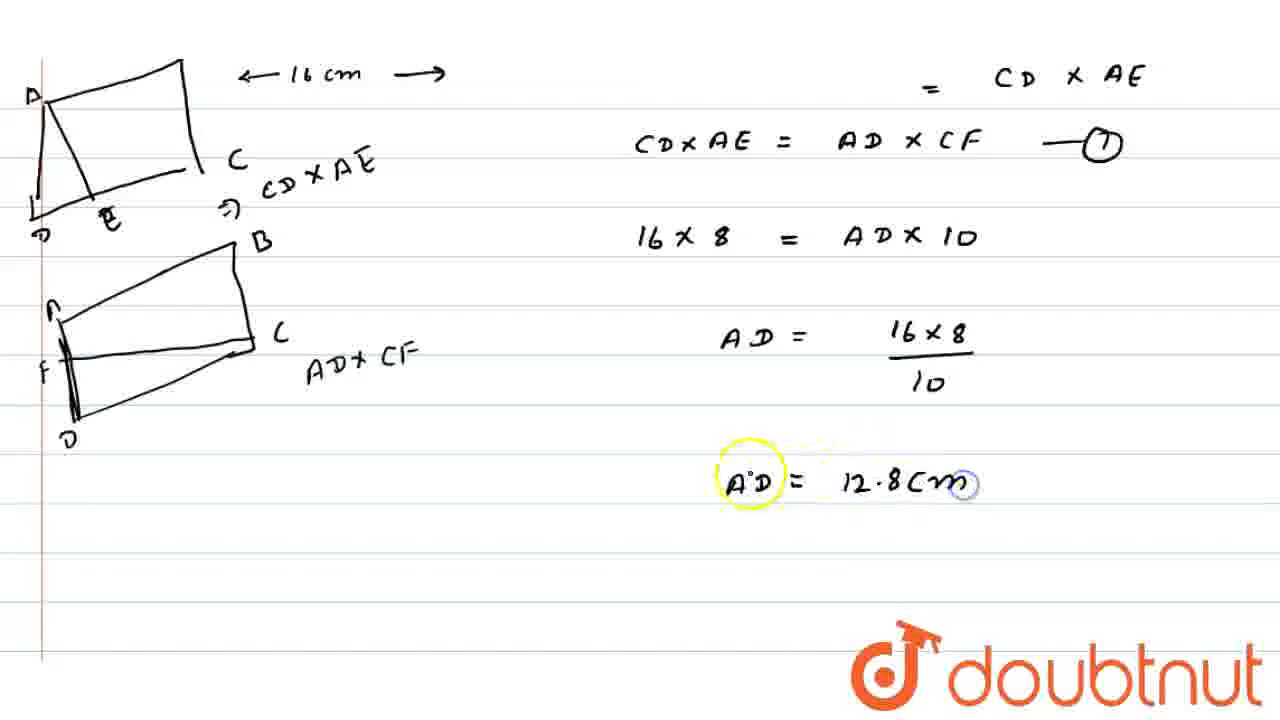 A
← 16 cm →
C
D
E
⇒ CD × AE
B
A
C
F
D
AD × CF
= CD × AE
CD × AE = AD × CF — ①
16 × 8 = AD × 10
AD = 16 × 8
10
AD = 12.8 Cm
doubtnut